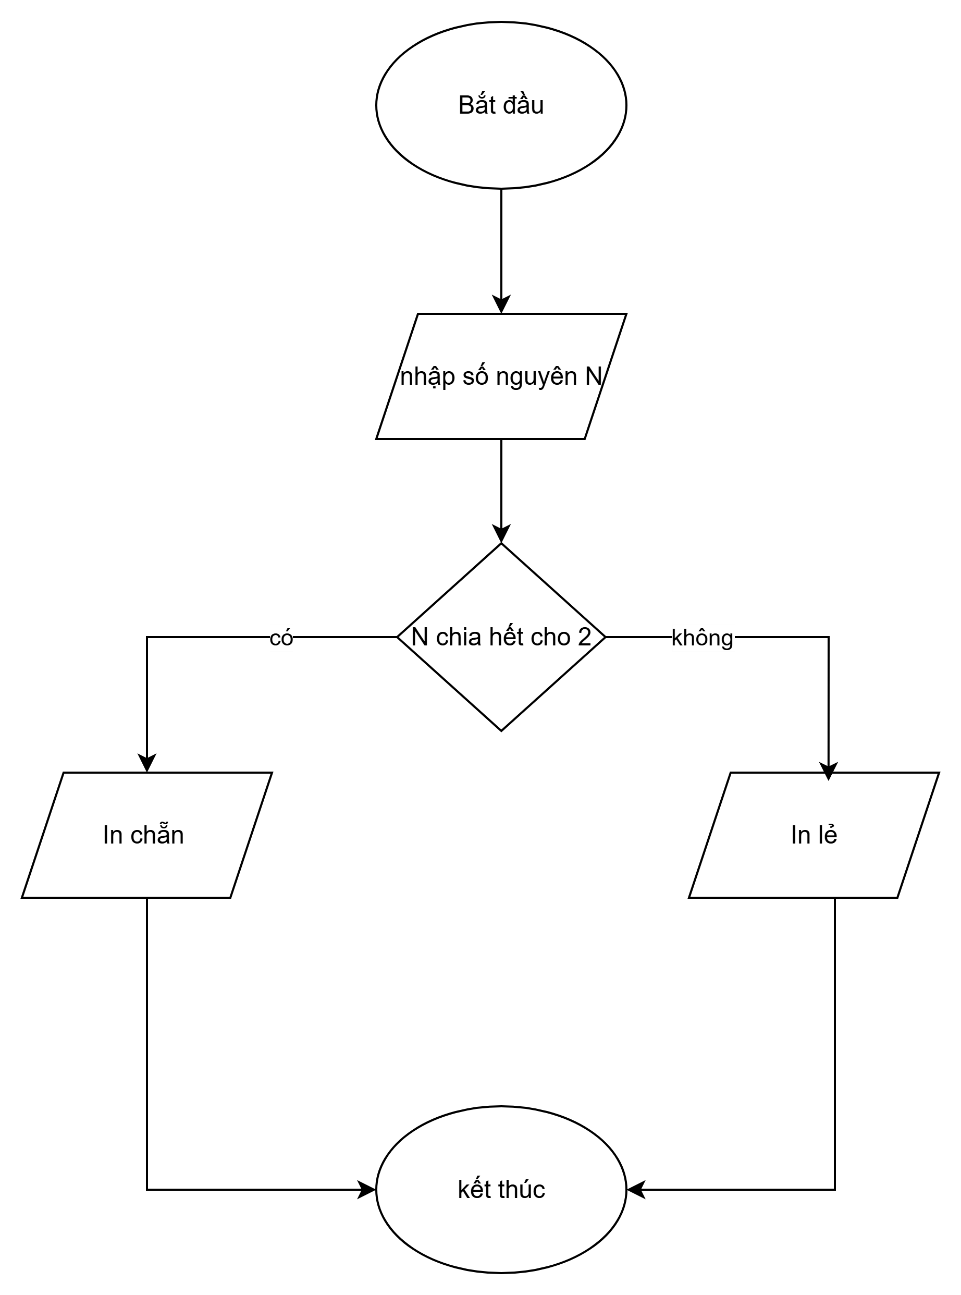 Bắt đầu
nhập số nguyên N
N chia hết cho 2
có
không
In chẵn
In lẻ
kết thúc